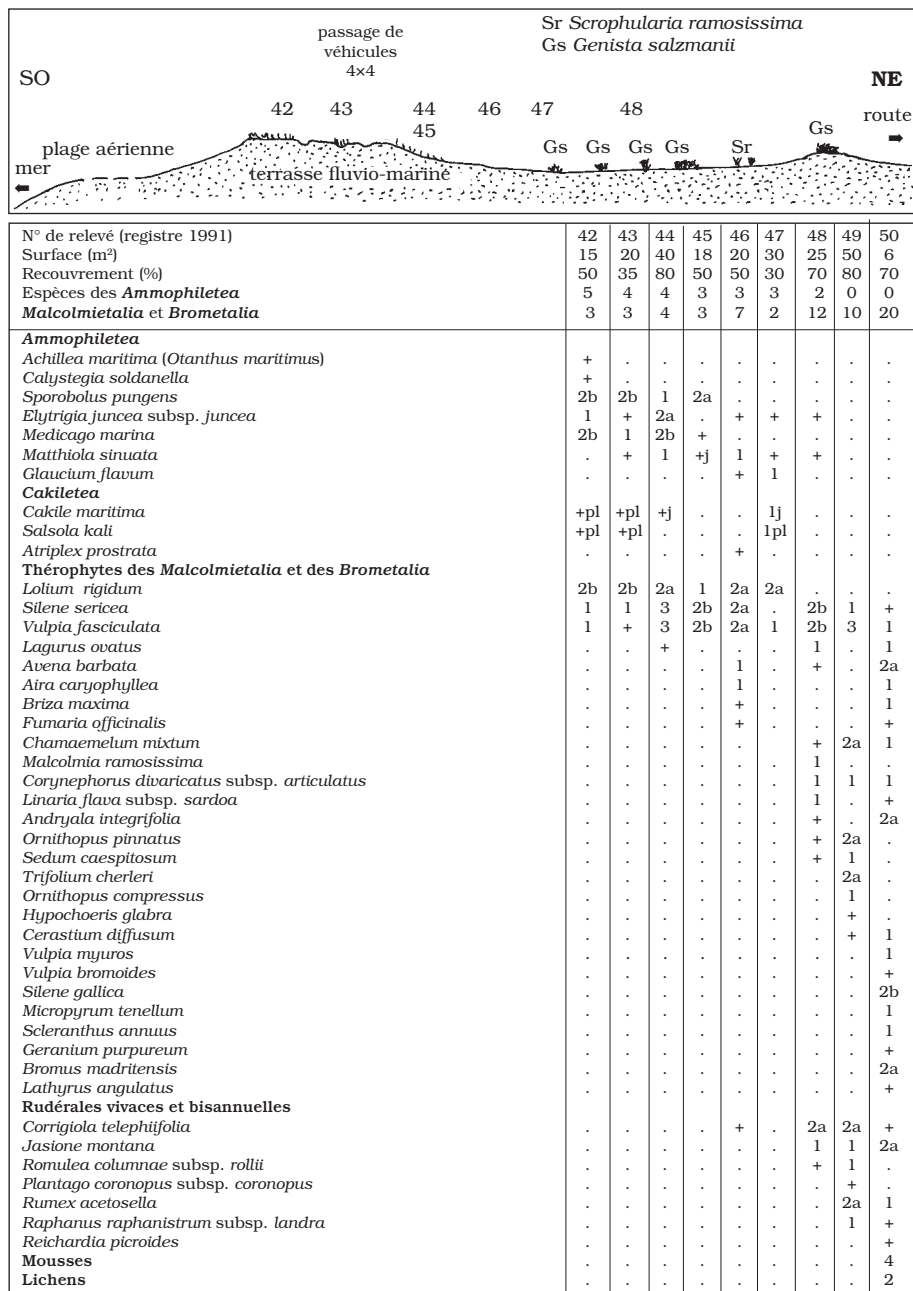 passage de
véhicules
4×4
Sr Scrophularia ramosissima
Gs Genista salzmanii
SO
NE
42 43 44 46 47 48
45
route
mer
plage aérienne
terrasse fluvio-marine
Gs Gs Gs Gs Sr Gs
N° de relevé (registre 1991) 42 43 44 45 46 47 48 49 50
Surface (m²) 15 20 40 18 20 30 25 50 6
Recouvrement (%) 50 35 80 50 50 30 70 80 70
Espèces des Ammophiletea 5 4 4 3 3 3 2 0 0
Malcolmietalia et Brometalia 3 3 4 3 7 2 12 10 20
Ammophiletea
Achillea maritima (Otanthus maritimus) + . . . . . . . .
Calystegia soldanella + . . . . . . . .
Sporobolus pungens 2b 2b 1 2a . . . . .
Elytrigia juncea subsp. juncea 1 + 2a . + + + . .
Medicago marina 2b 1 2b + . . . . .
Matthiola sinuata . + 1 +j 1 + + . .
Glaucium flavum . . . . + 1 . . .
Cakiletea
Cakile maritima +pl +pl +j . . 1j . . .
Salsola kali +pl +pl . . . 1pl . . .
Atriplex prostrata . . . . + . . . .
Thérophytes des Malcolmietalia et des Brometalia
Lolium rigidum 2b 2b 2a 1 2a 2a . . .
Silene sericea 1 1 3 2b 2a . 2b 1 +
Vulpia fasciculata 1 + 3 2b 2a 1 2b 3 1
Lagurus ovatus . . + . . . 1 . 1
Avena barbata . . . . 1 . + . 2a
Aira caryophyllea . . . . 1 . . . 1
Briza maxima . . . . + . . . 1
Fumaria officinalis . . . . + . . . +
Chamaemelum mixtum . . . . . . + 2a 1
Malcolmia ramosissima . . . . . . 1 . .
Corynephorus divaricatus subsp. articulatus . . . . . . 1 1 1
Linaria flava subsp. sardoa . . . . . . 1 . +
Andryala integrifolia . . . . . . + . 2a
Ornithopus pinnatus . . . . . . + 2a .
Sedum caespitosum . . . . . . + 1 .
Trifolium cherleri . . . . . . . 2a .
Ornithopus compressus . . . . . . . 1 .
Hypochoeris glabra . . . . . . . + .
Cerastium diffusum . . . . . . . + 1
Vulpia myuros . . . . . . . . 1
Vulpia bromoides . . . . . . . . +
Silene gallica . . . . . . . . 2b
Micropyrum tenellum . . . . . . . . 1
Scleranthus annuus . . . . . . . . 1
Geranium purpureum . . . . . . . . +
Bromus madritensis . . . . . . . . 2a
Lathyrus angulatus . . . . . . . . +
Rudérales vivaces et bisannuelles
Corrigiola telephiifolia . . . . + . 2a 2a +
Jasione montana . . . . . . 1 1 2a
Romulea columnae subsp. rollii . . . . . . + 1 .
Plantago coronopus subsp. coronopus . . . . . . . + .
Rumex acetosella . . . . . . . 2a 1
Raphanus raphanistrum subsp. landra . . . . . . . 1 +
Reichardia picroides . . . . . . . . +
Mousses . . . . . . . . 4
Lichens . . . . . . . . 2